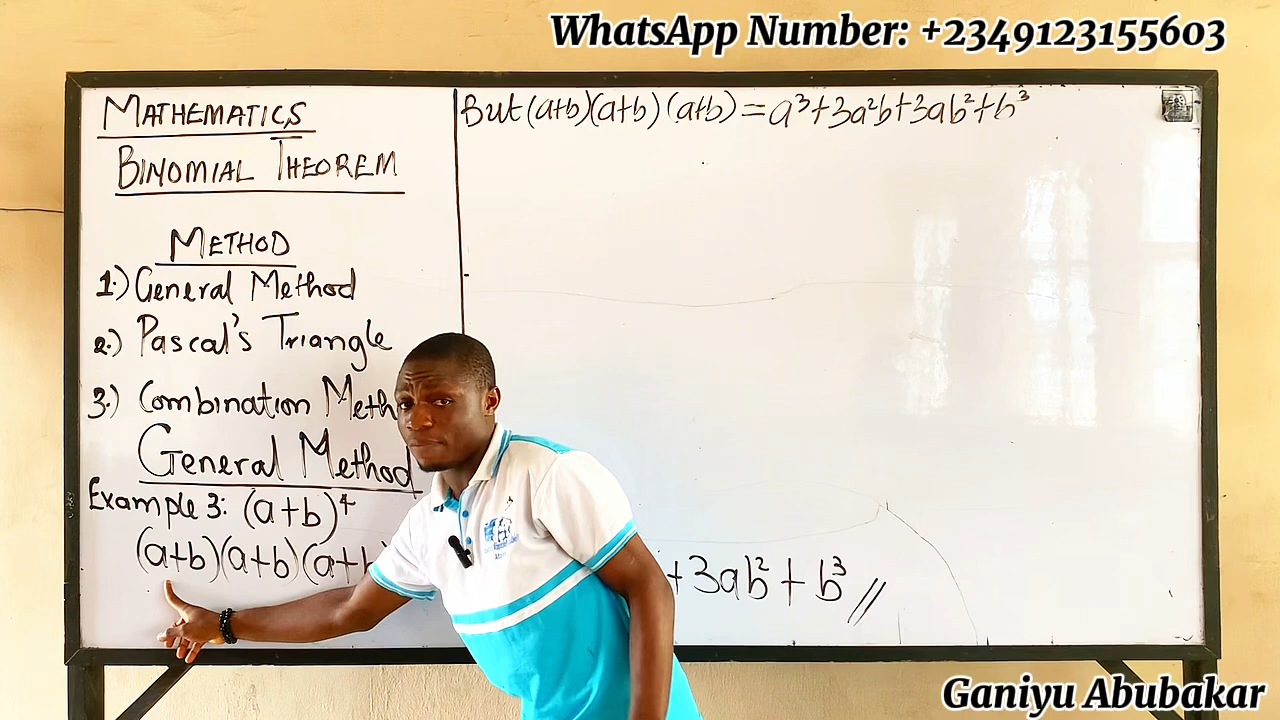 WhatsApp Number: +2349123155603
MATHEMATICS
BINOMIAL THEOREM
METHOD
1.) General Method
2.) Pascal's Triangle
3.) Combination Meth
General Method
Example 3: (a+b)⁴
(a+b)(a+b)(a+b)
But (a+b)(a+b)(a+b) = a³+3a²b+3ab²+b³
+ 3ab² + b³ //
Ganiyu Abubakar